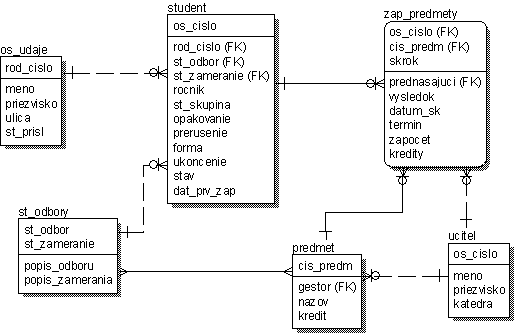 student
os_cislo
rod_cislo (FK)
st_odbor (FK)
st_zameranie (FK)
rocnik
st_skupina
opakovanie
prerusenie
forma
ukoncenie
stav
dat_prv_zap
zap_predmety
os_cislo (FK)
cis_predm (FK)
skrok
prednasajuci (FK)
vysledok
datum_sk
termin
zapocet
kredity
os_udaje
rod_cislo
meno
priezvisko
ulica
st_prisl
st_odbory
st_odbor
st_zameranie
popis_odboru
popis_zamerania
predmet
cis_predm
gestor (FK)
nazov
kredit
ucitel
os_cislo
meno
priezvisko
katedra